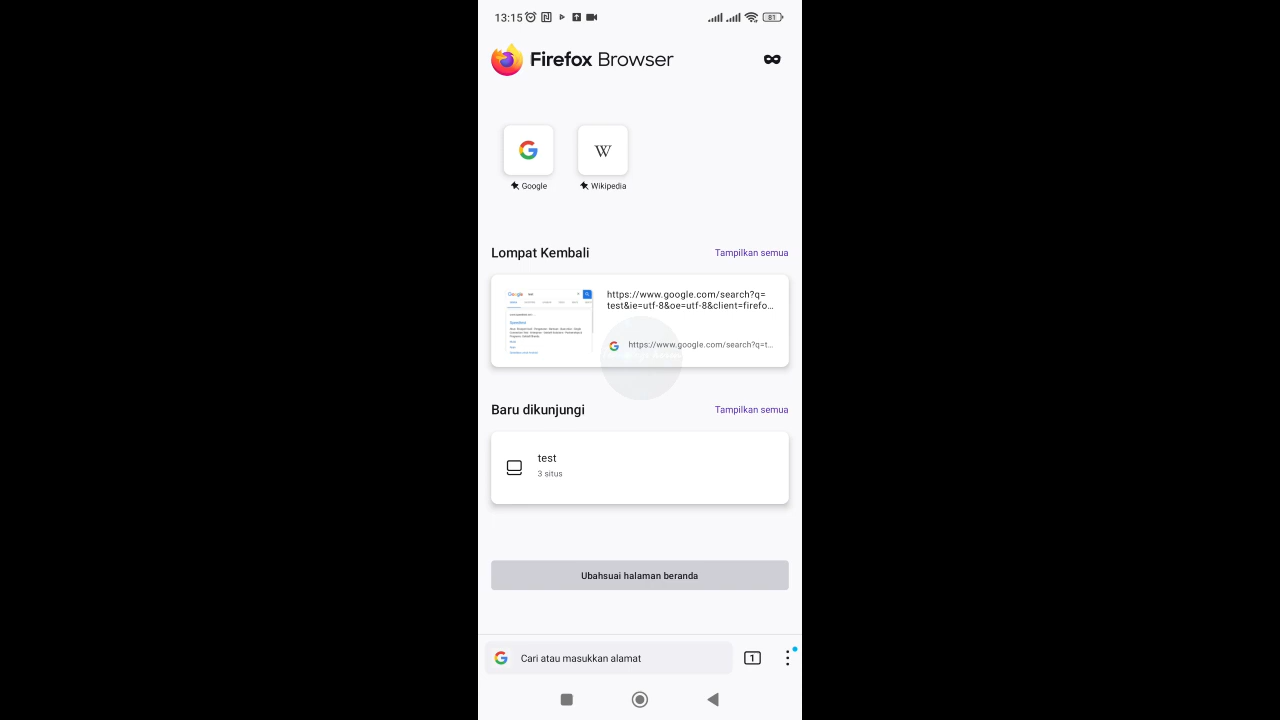 13:15
81
Firefox Browser
W
Google
Wikipedia
Lompat Kembali
Tampilkan semua
Google
https://www.google.com/search?q=
test&ie=utf-8&oe=utf-8&client=firefo...
https://www.google.com/search?q=t...
Baru dikunjungi
Tampilkan semua
test
3 situs
Ubahsuai halaman beranda
Cari atau masukkan alamat
1